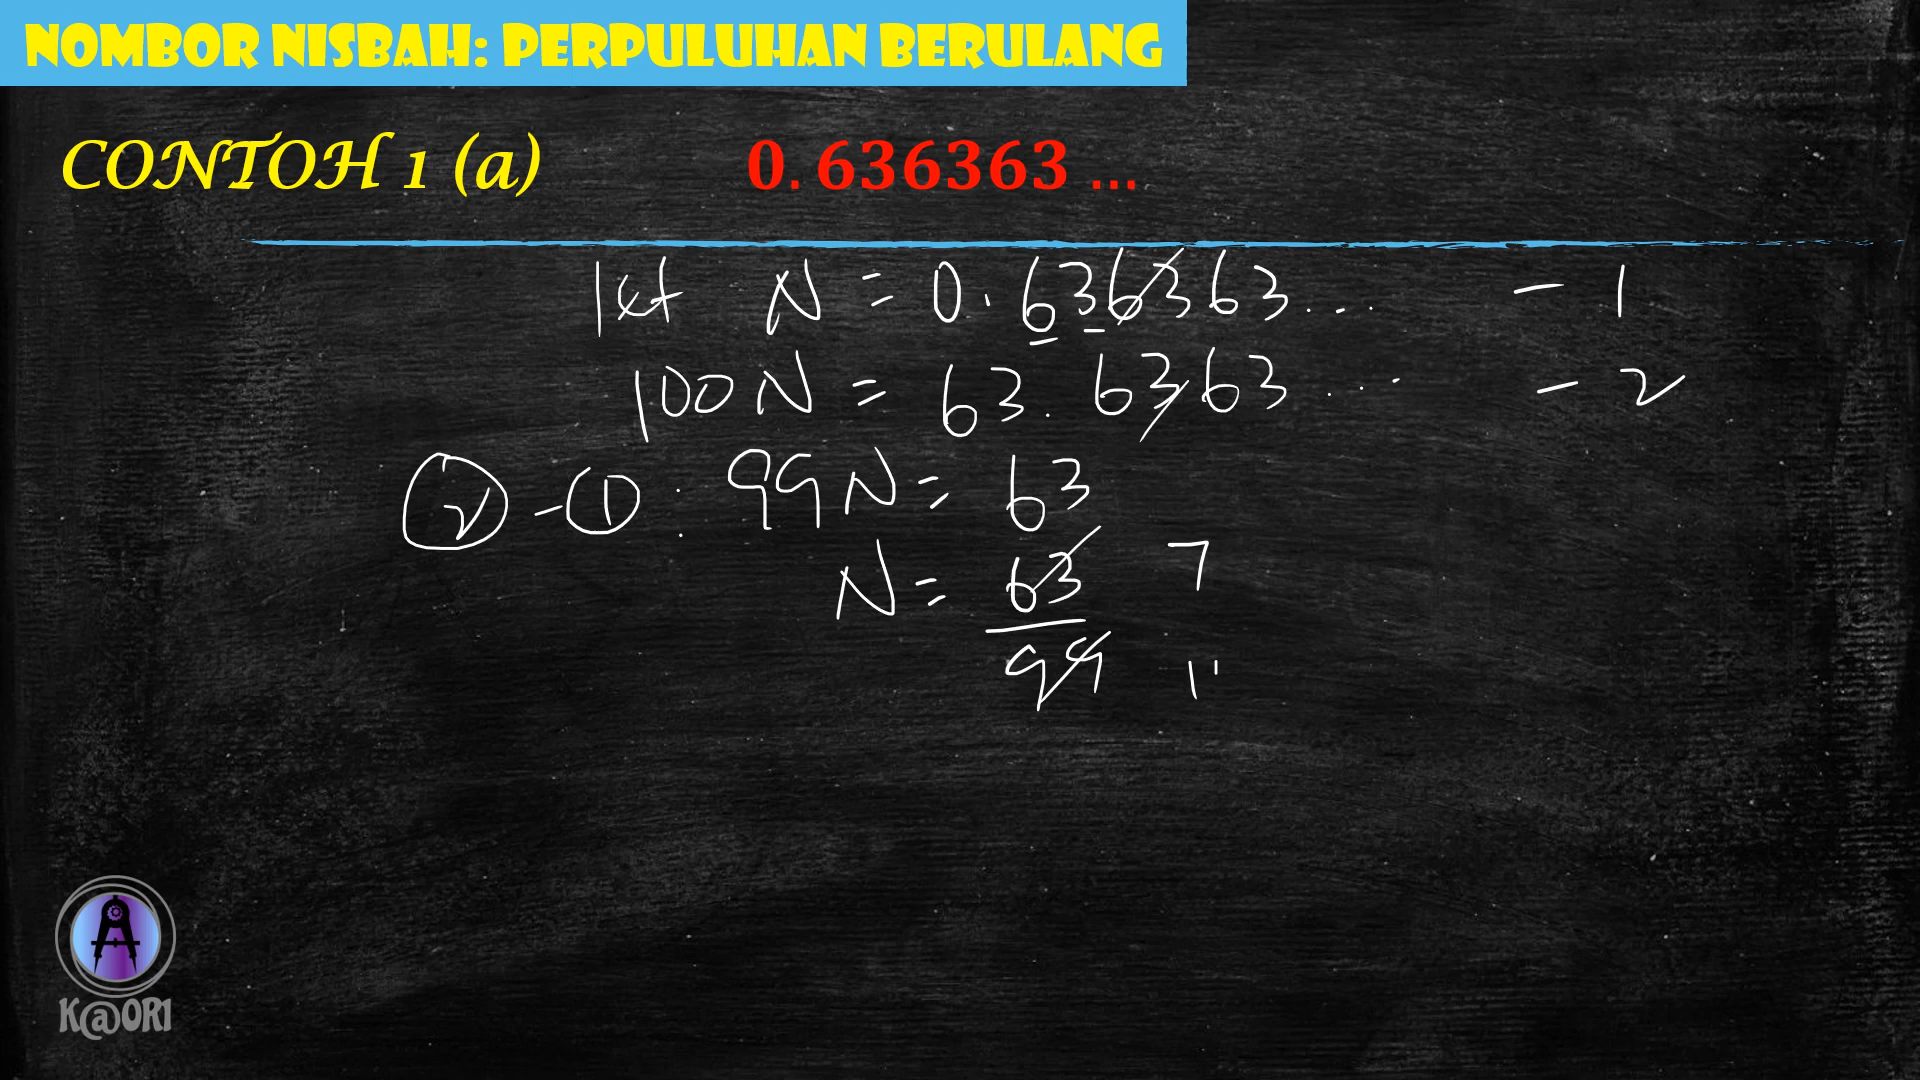 NOMBOR NISBAH: PERPULUHAN BERULANG
CONTOH 1 (a) 0.636363 ...
let N = 0.636363... - 1
100N = 63.6363... - 2
② - ① : 99N = 63
N = 63/99 7/11
K@ORI